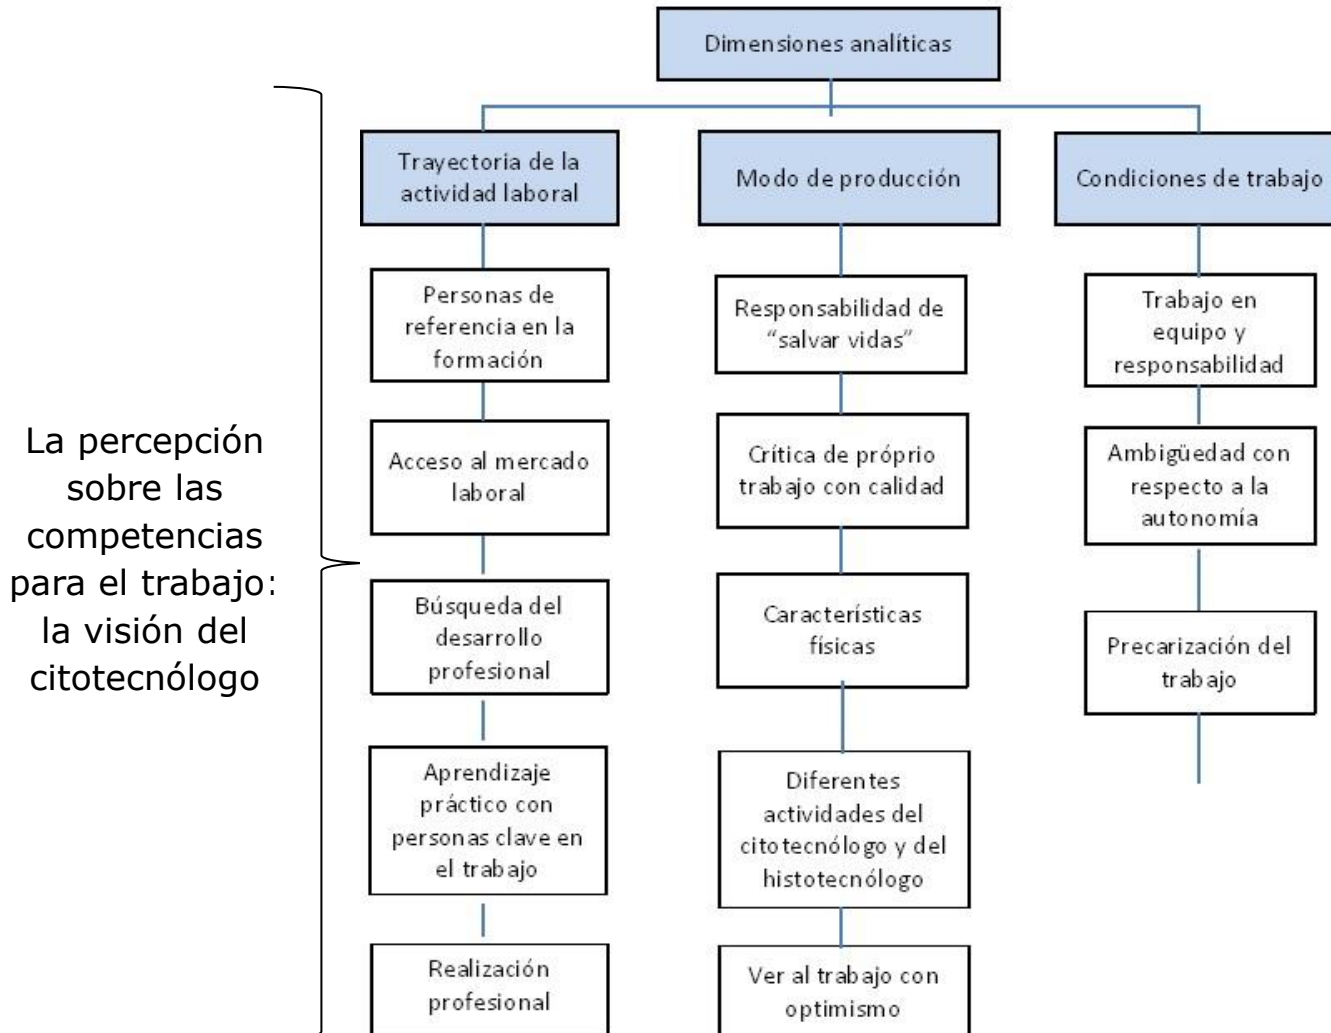 Dimensiones analíticas
La percepción
sobre las
competencias
para el trabajo:
la visión del
citotecnólogo
Trayectoria de la
actividad laboral
Personas de
referencia en la
formación
Acceso al mercado
laboral
Búsqueda del
desarrollo
profesional
Aprendizaje
práctico con
personas clave en
el trabajo
Realización
profesional
Modo de producción
Responsabilidad de
“salvar vidas”
Crítica de próprio
trabajo con calidad
Característícas
físicas
Diferentes
actividades del
citotecnólogo y del
histotecnólogo
Ver al trabajo con
optimismo
Condiciones de trabajo
Trabajo en
equipo y
responsabilidad
Ambigüedad con
respecto a la
autonomía
Precarización del
trabajo